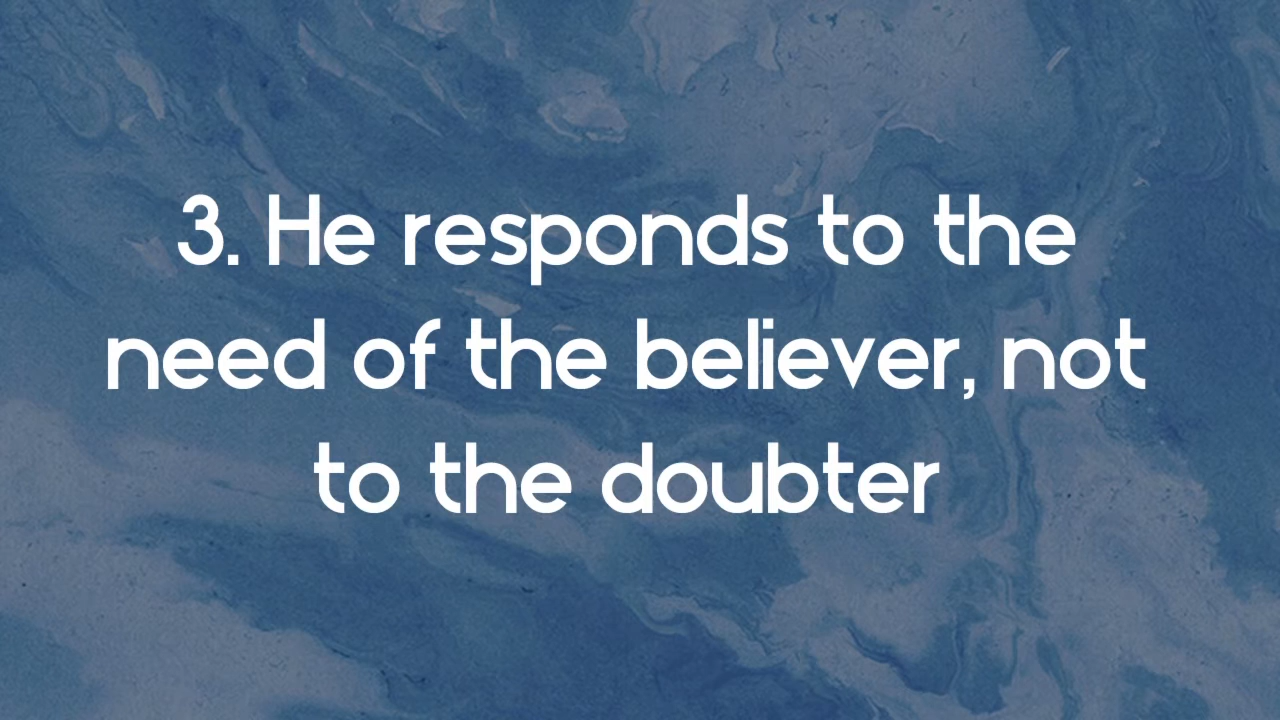 3. He responds to the
need of the believer, not
to the doubter